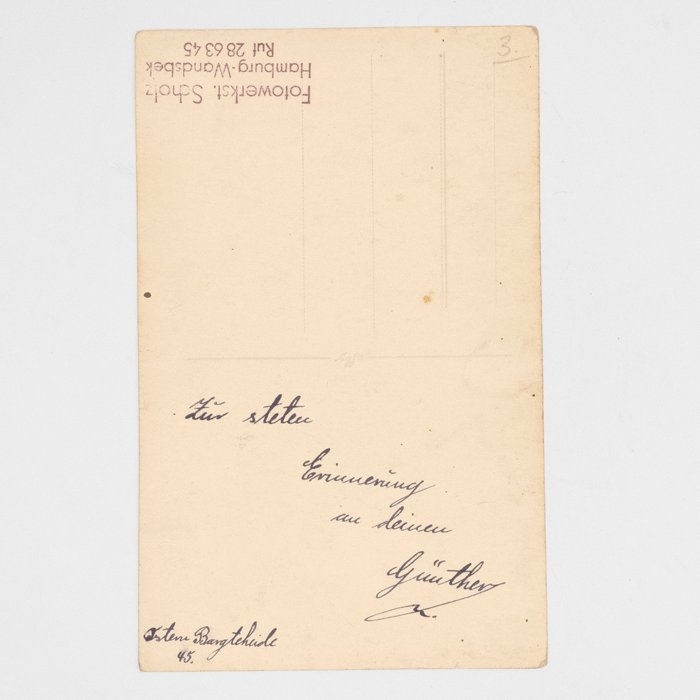 Fotowerkst. Scholz
Hamburg-Wandsbek
Ruf 28 63 45
3.
Zur steten
Erinnerung
an deinen
Günther
Ostern Bargteheide
45.